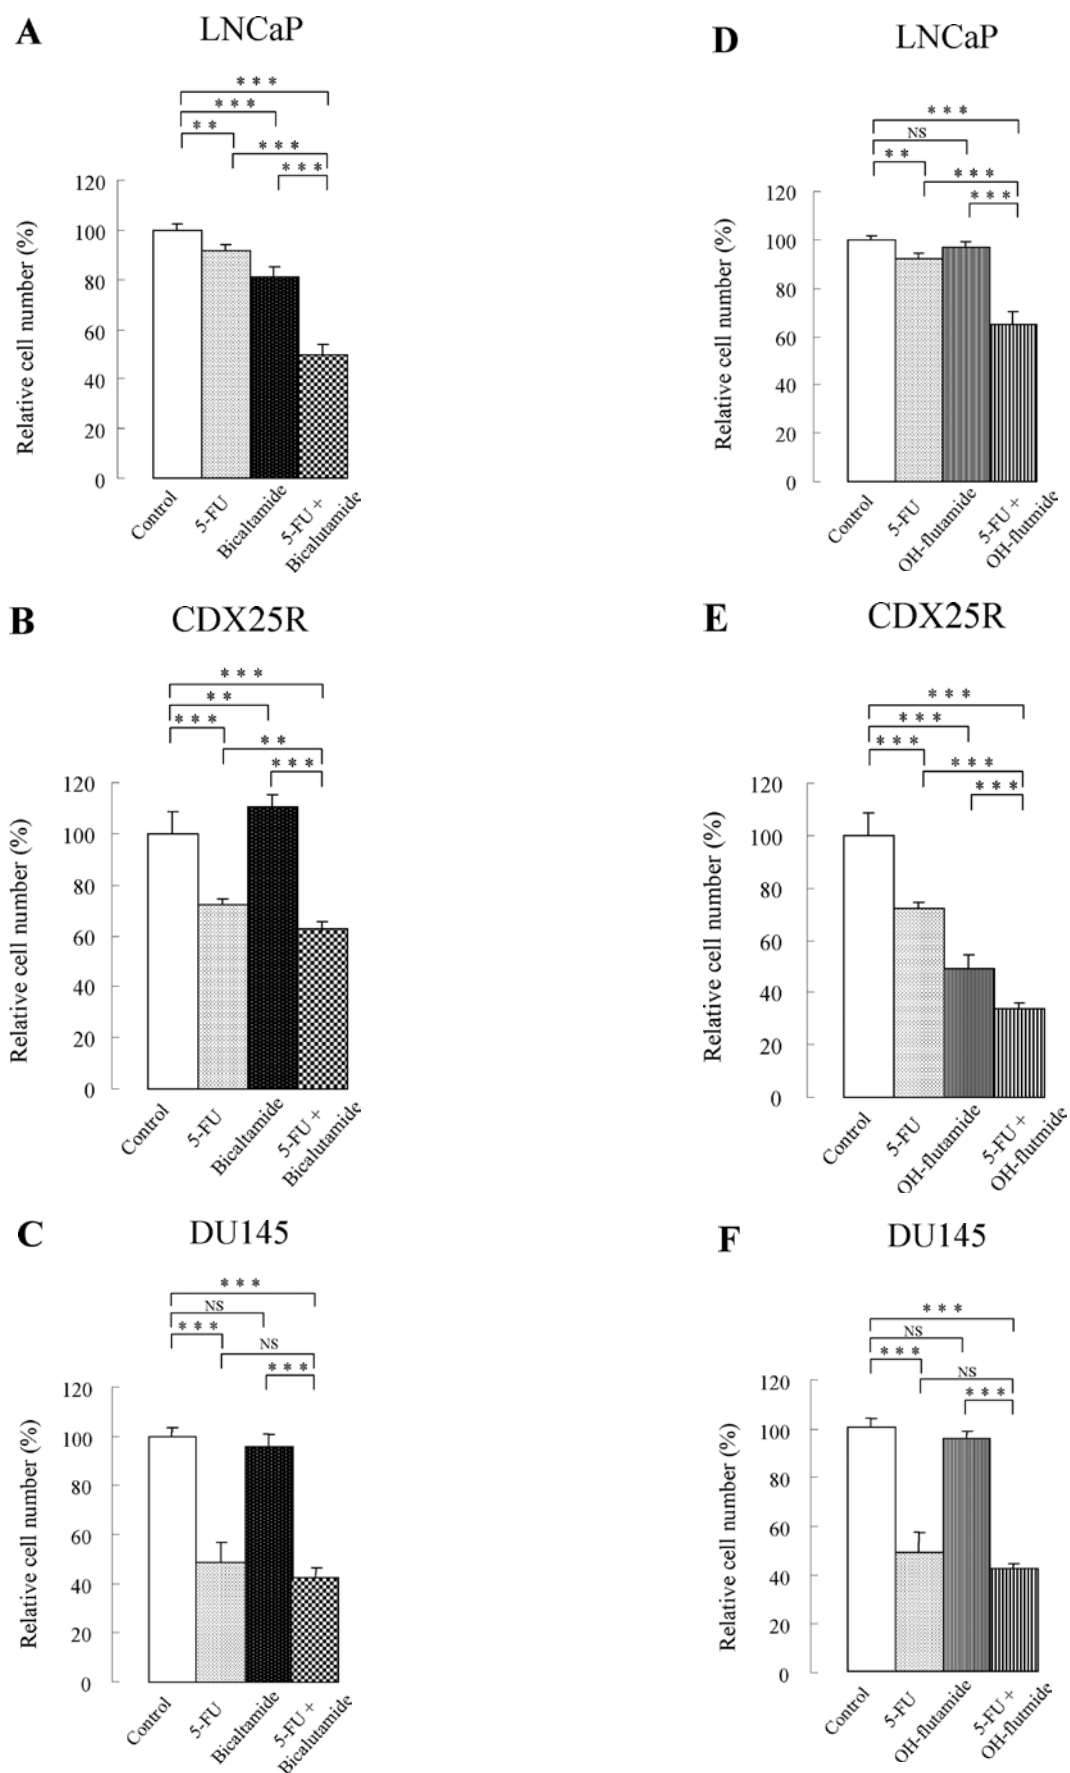 A
LNCaP
* * *
* * *
* *
* * *
* * *
120
100
80
60
40
20
0
Relative cell number (%)
Control
5-FU
Bicaltamide
5-FU +
Bicalutamide
D
LNCaP
* * *
NS
* *
* * *
* * *
120
100
80
60
40
20
0
Relative cell number (%)
Control
5-FU
OH-flutamide
5-FU +
OH-flutmide
B
CDX25R
* * *
* *
* * *
* *
* * *
120
100
80
60
40
20
0
Relative cell number (%)
Control
5-FU
Bicaltamide
5-FU +
Bicalutamide
E
CDX25R
* * *
* * *
* * *
* * *
* * *
120
100
80
60
40
20
0
Relative cell number (%)
Control
5-FU
OH-flutamide
5-FU +
OH-flutmide
C
DU145
* * *
NS
* * *
NS
* * *
120
100
80
60
40
20
0
Relative cell number (%)
Control
5-FU
Bicaltamide
5-FU +
Bicalutamide
F
DU145
* * *
NS
* * *
NS
* * *
120
100
80
60
40
20
0
Relative cell number (%)
Control
5-FU
OH-flutamide
5-FU +
OH-flutmide